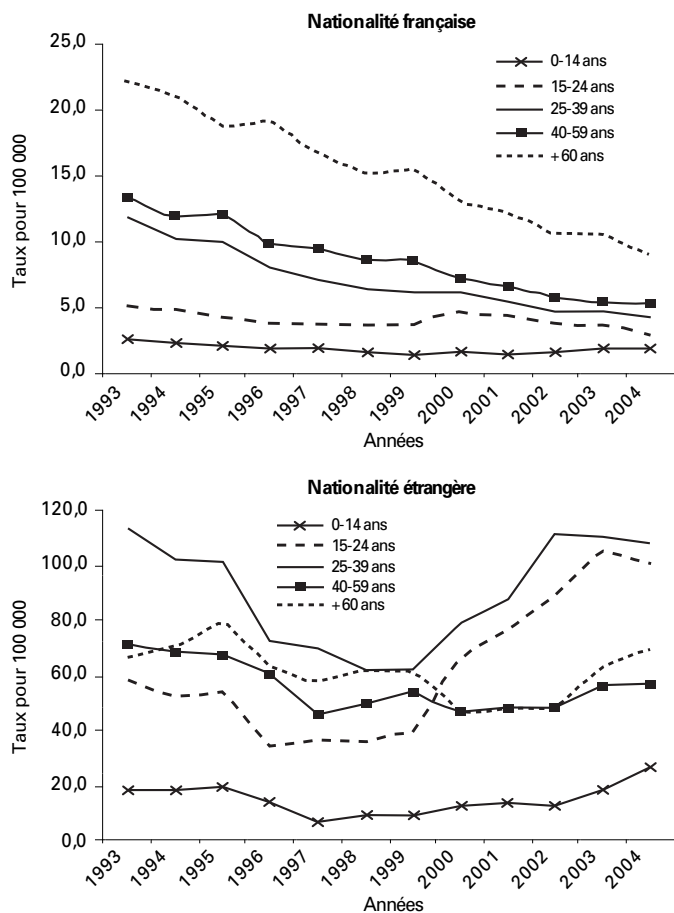 Nationalité française
25,0
20,0
15,0
10,0
5,0
0,0
Taux pour 100 000
0-14 ans
15-24 ans
25-39 ans
40-59 ans
+60 ans
1993 1994 1995 1996 1997 1998 1999 2000 2001 2002 2003 2004
Années
Nationalité étrangère
120,0
100,0
80,0
60,0
40,0
20,0
0,0
Taux pour 100 000
0-14 ans
15-24 ans
25-39 ans
40-59 ans
+60 ans
1993 1994 1995 1996 1997 1998 1999 2000 2001 2002 2003 2004
Années